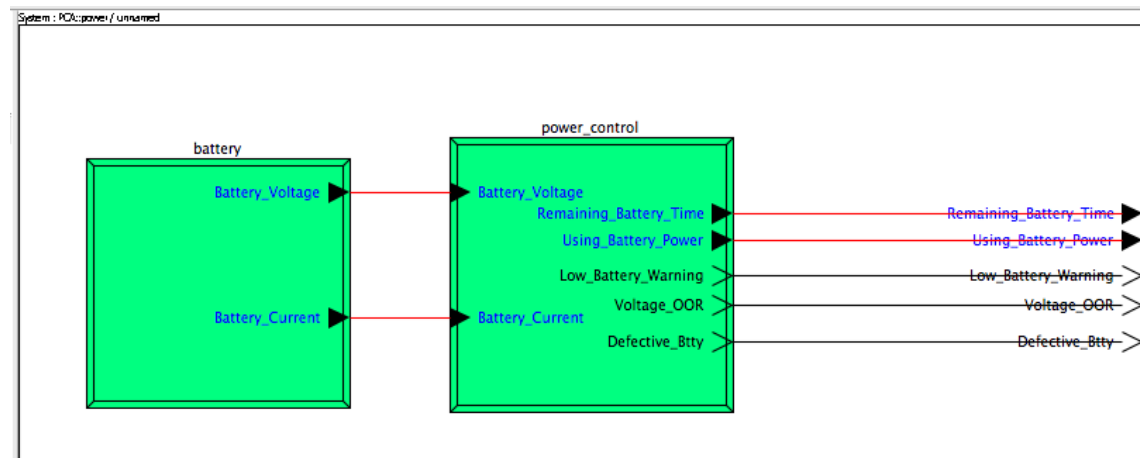 System : PCA::power / unnamed
battery
power_control
Battery_Voltage
Battery_Voltage
Remaining_Battery_Time
Remaining_Battery_Time
Using_Battery_Power
Using_Battery_Power
Low_Battery_Warning
Low_Battery_Warning
Voltage_OOR
Voltage_OOR
Battery_Current
Battery_Current
Defective_Btty
Defective_Btty